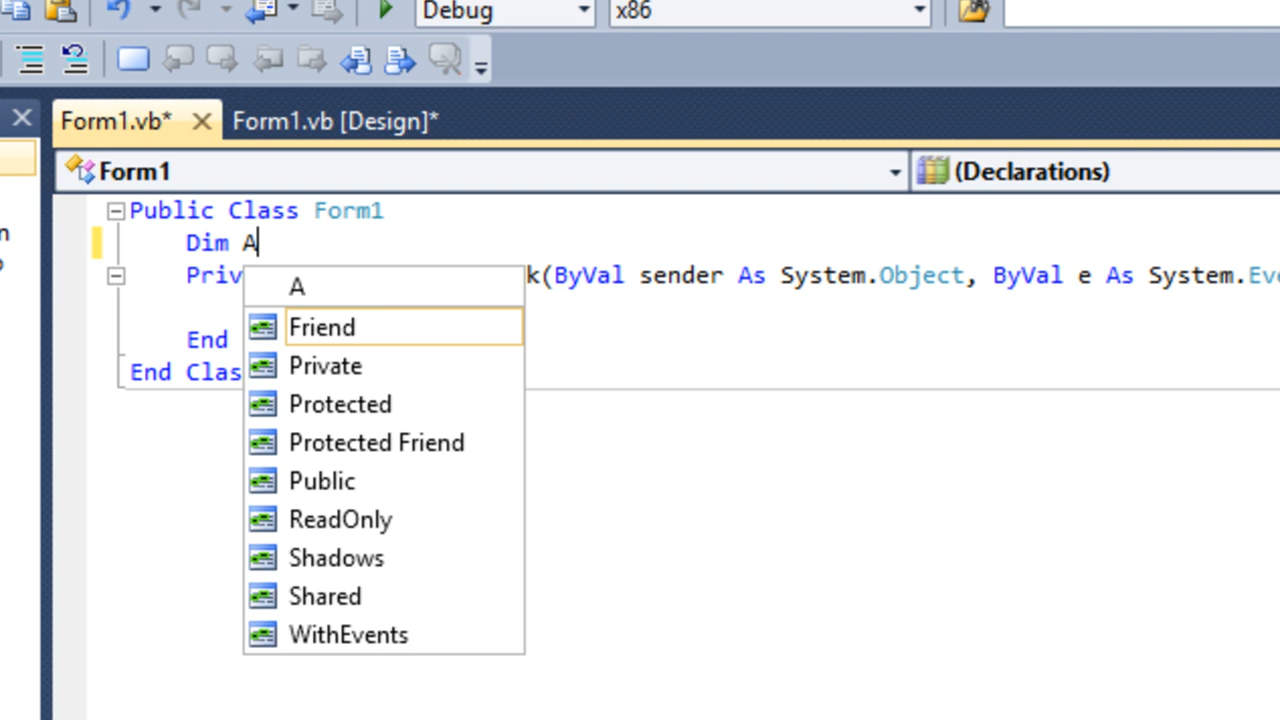 Debug x86
Form1.vb* Form1.vb [Design]*
Form1 (Declarations)
Public Class Form1
Dim A
Priv k(ByVal sender As System.Object, ByVal e As System.Eve
End
End Clas
A
Friend
Private
Protected
Protected Friend
Public
ReadOnly
Shadows
Shared
WithEvents